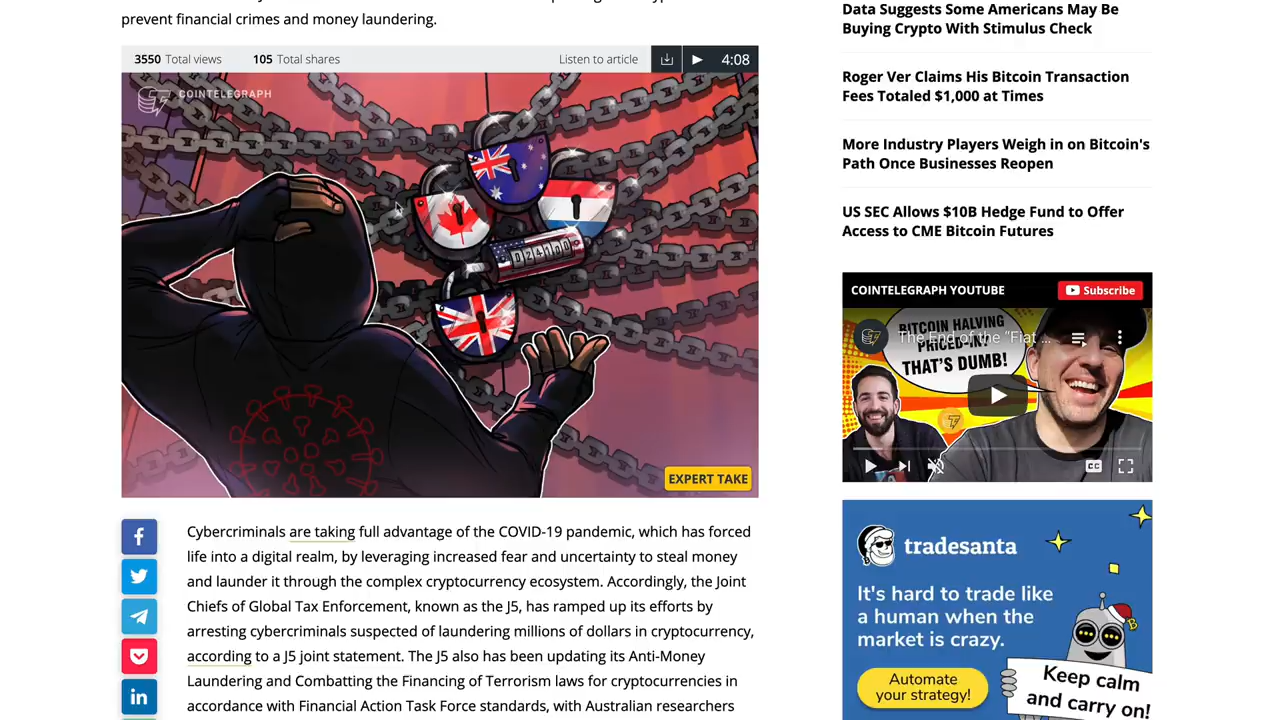 prevent financial crimes and money laundering.
3550 Total views 105 Total shares Listen to article 4:08
COINTELEGRAPH
02410
EXPERT TAKE
Cybercriminals are taking full advantage of the COVID-19 pandemic, which has forced
life into a digital realm, by leveraging increased fear and uncertainty to steal money
and launder it through the complex cryptocurrency ecosystem. Accordingly, the Joint
Chiefs of Global Tax Enforcement, known as the J5, has ramped up its efforts by
arresting cybercriminals suspected of laundering millions of dollars in cryptocurrency,
according to a J5 joint statement. The J5 also has been updating its Anti-Money
Laundering and Combatting the Financing of Terrorism laws for cryptocurrencies in
accordance with Financial Action Task Force standards, with Australian researchers
Data Suggests Some Americans May Be
Buying Crypto With Stimulus Check
Roger Ver Claims His Bitcoin Transaction
Fees Totaled $1,000 at Times
More Industry Players Weigh in on Bitcoin's
Path Once Businesses Reopen
US SEC Allows $10B Hedge Fund to Offer
Access to CME Bitcoin Futures
COINTELEGRAPH YOUTUBE Subscribe
The End of the "Fiat ...
BITCOIN HALVING
PRICED-IN?
THAT'S DUMB!
CC
tradesanta
It's hard to trade like
a human when the
market is crazy.
Automate
your strategy!
Keep calm
and carry on!